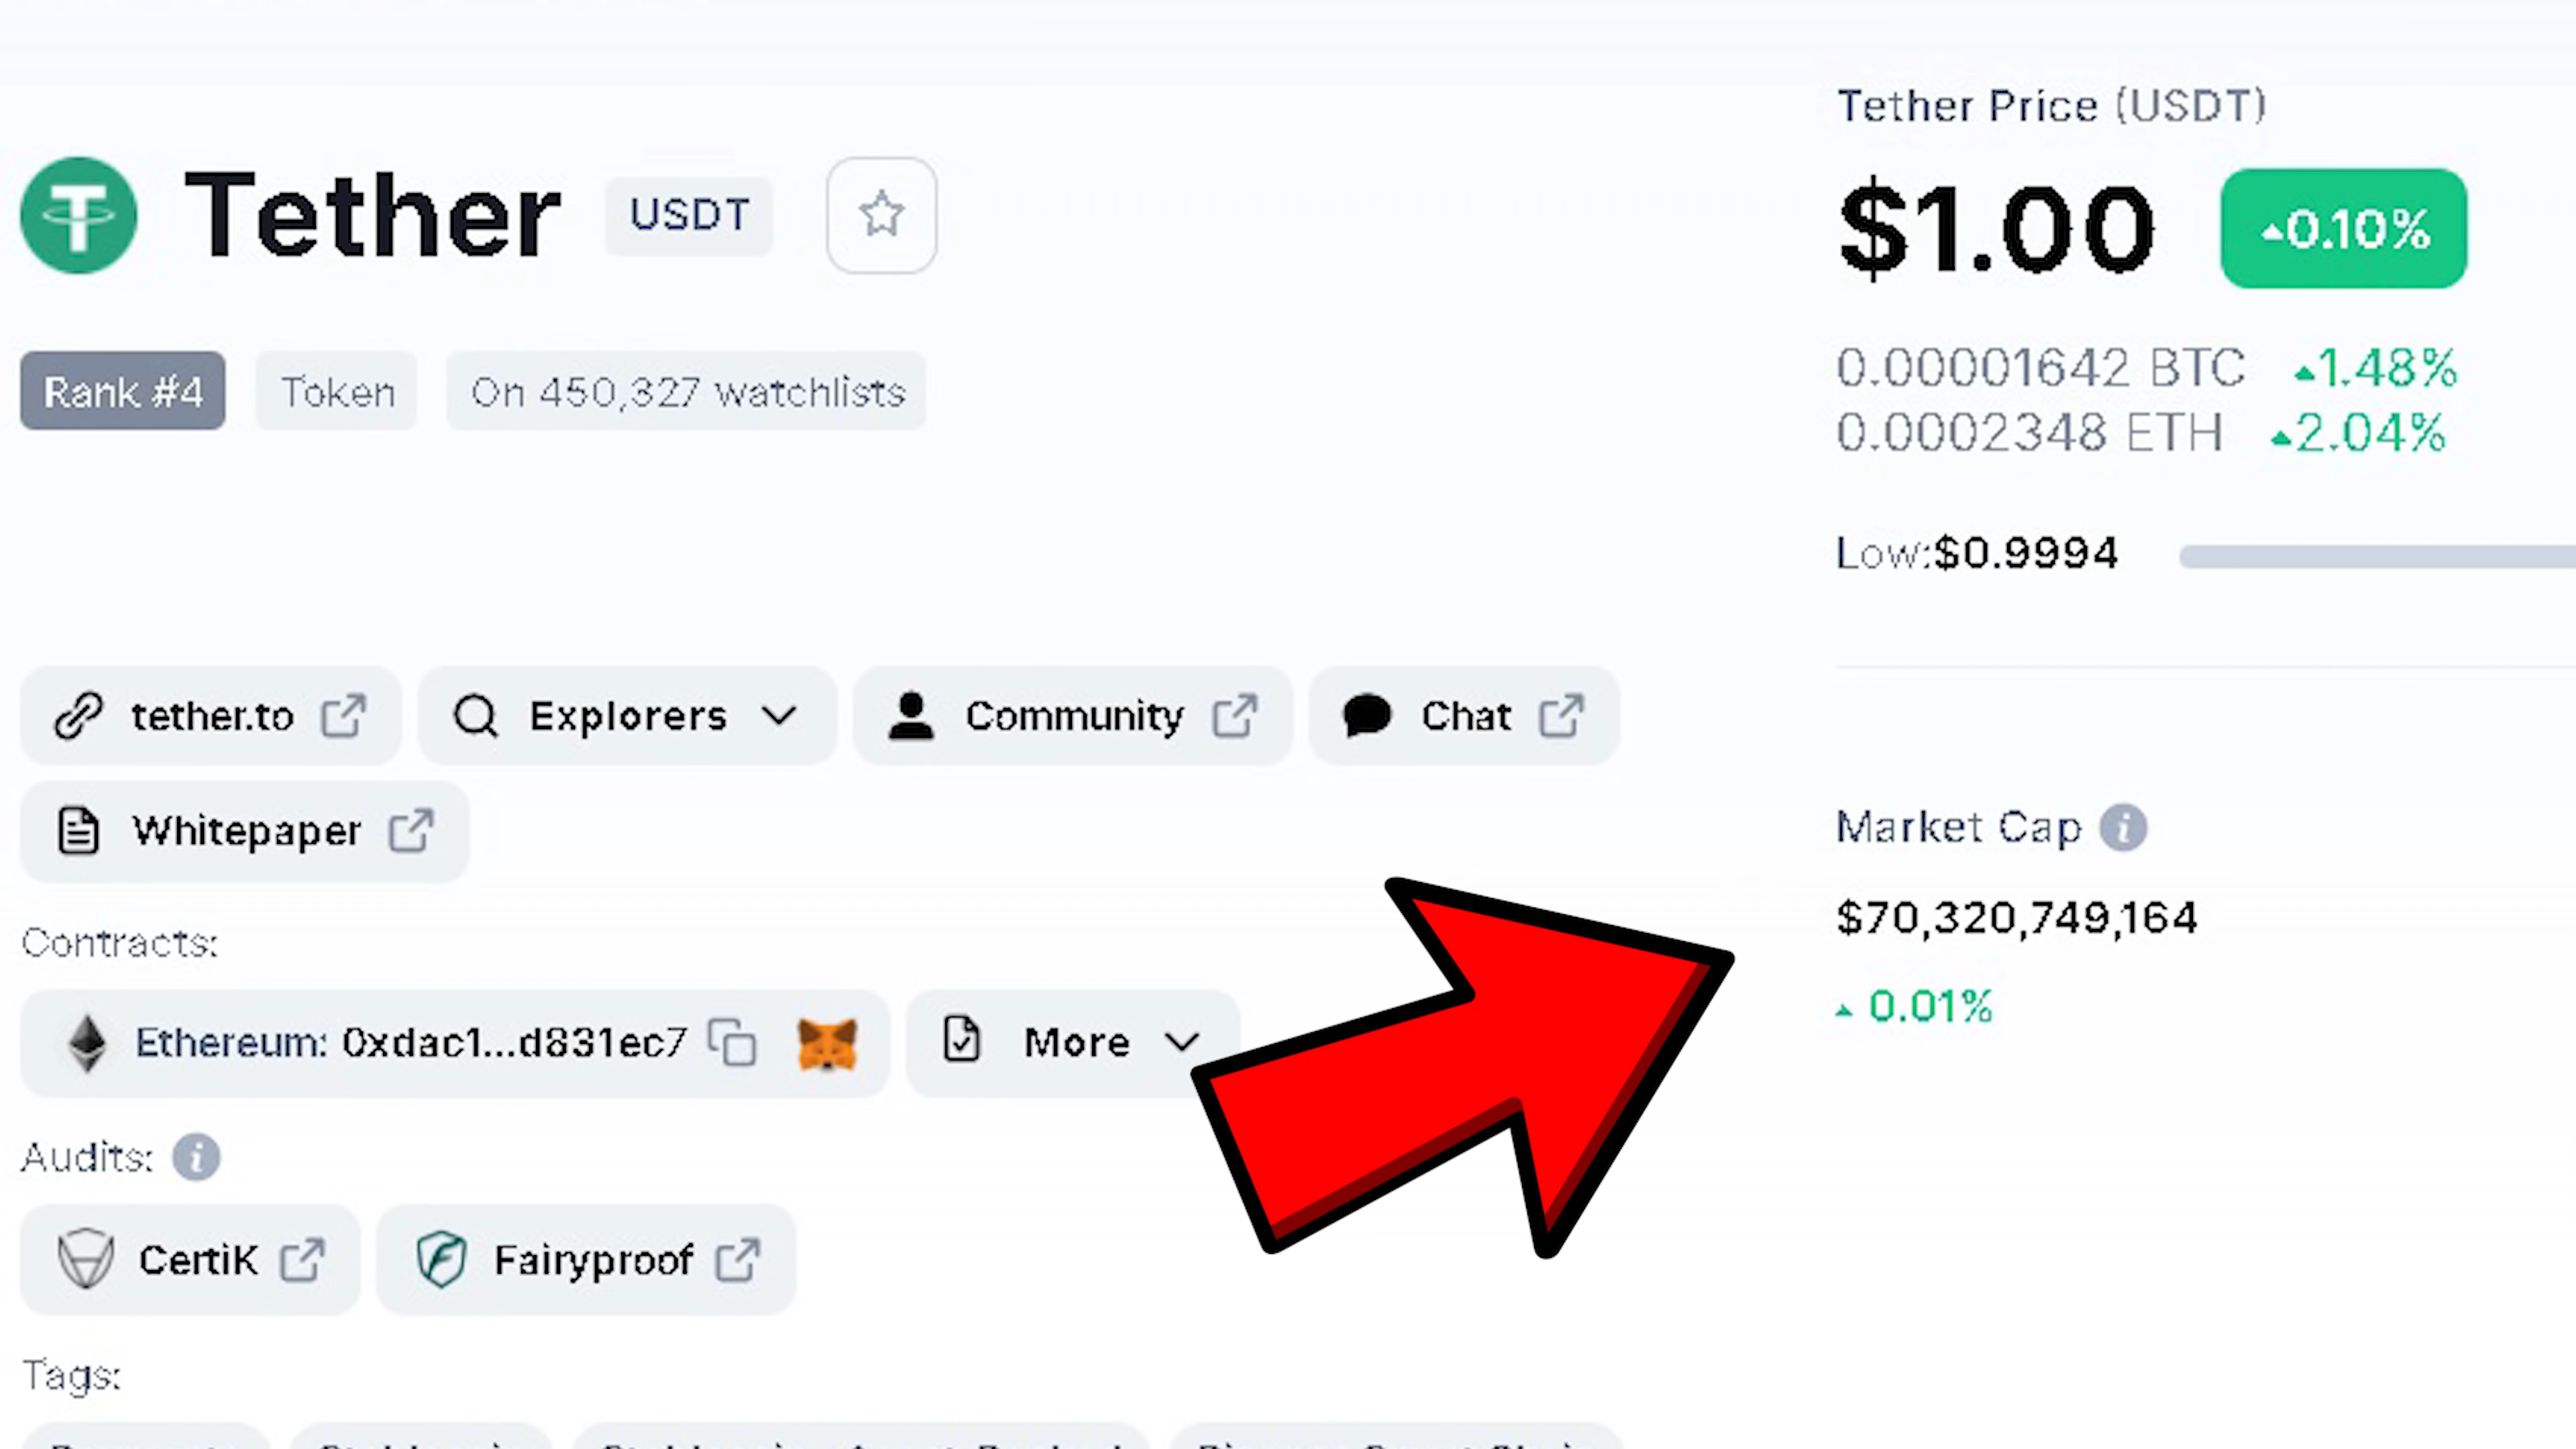 Tether USDT
Rank #4 Token On 450,327 watchlists
tether.to Explorers Community Chat
Whitepaper
Contracts:
Ethereum: 0xdac1...d831ec7 More
Audits:
CertiK Fairyproof
Tags:
Tether Price (USDT)
$1.00 0.10%
0.00001642 BTC 1.48%
0.0002348 ETH 2.04%
Low:$0.9994
Market Cap
$70,320,749,164
0.01%